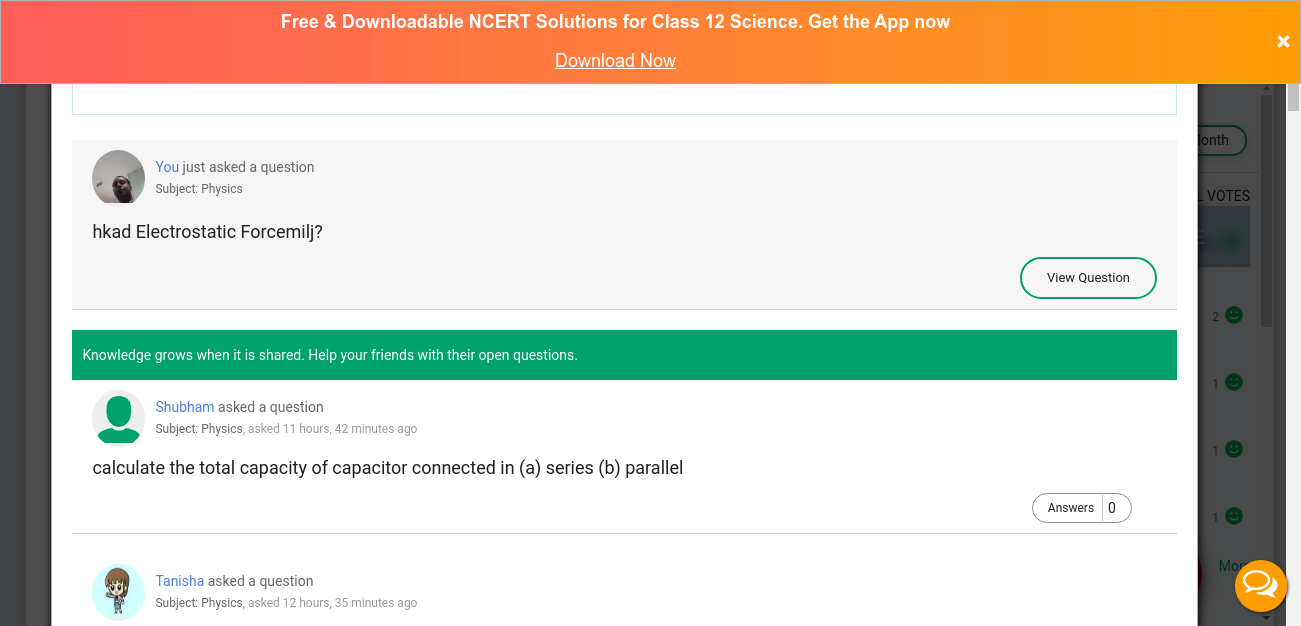 Free & Downloadable NCERT Solutions for Class 12 Science. Get the App now
Download Now
You just asked a question
Subject: Physics
hkad Electrostatic Forcemilj?
View Question
Knowledge grows when it is shared. Help your friends with their open questions.
Shubham asked a question
Subject: Physics, asked 11 hours, 42 minutes ago
calculate the total capacity of capacitor connected in (a) series (b) parallel
Answers 0
Tanisha asked a question
Subject: Physics, asked 12 hours, 35 minutes ago
VOTES
2
1
1
1